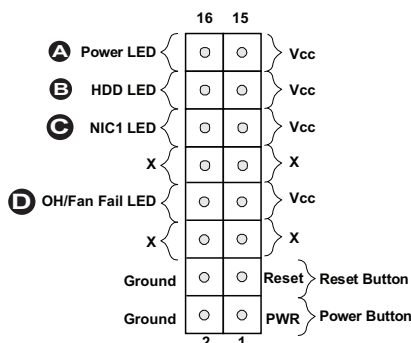 16 15
A Power LED Vcc
B HDD LED Vcc
C NIC1 LED Vcc
X X
D OH/Fan Fail LED Vcc
X X
Ground Reset Reset Button
Ground PWR Power Button
2 1